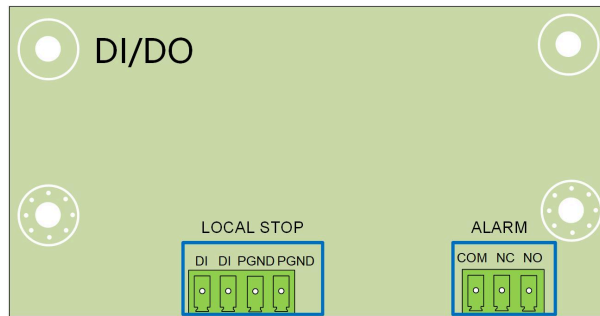 DI/DO
LOCAL STOP
DI DI PGND PGND
ALARM
COM NC NO